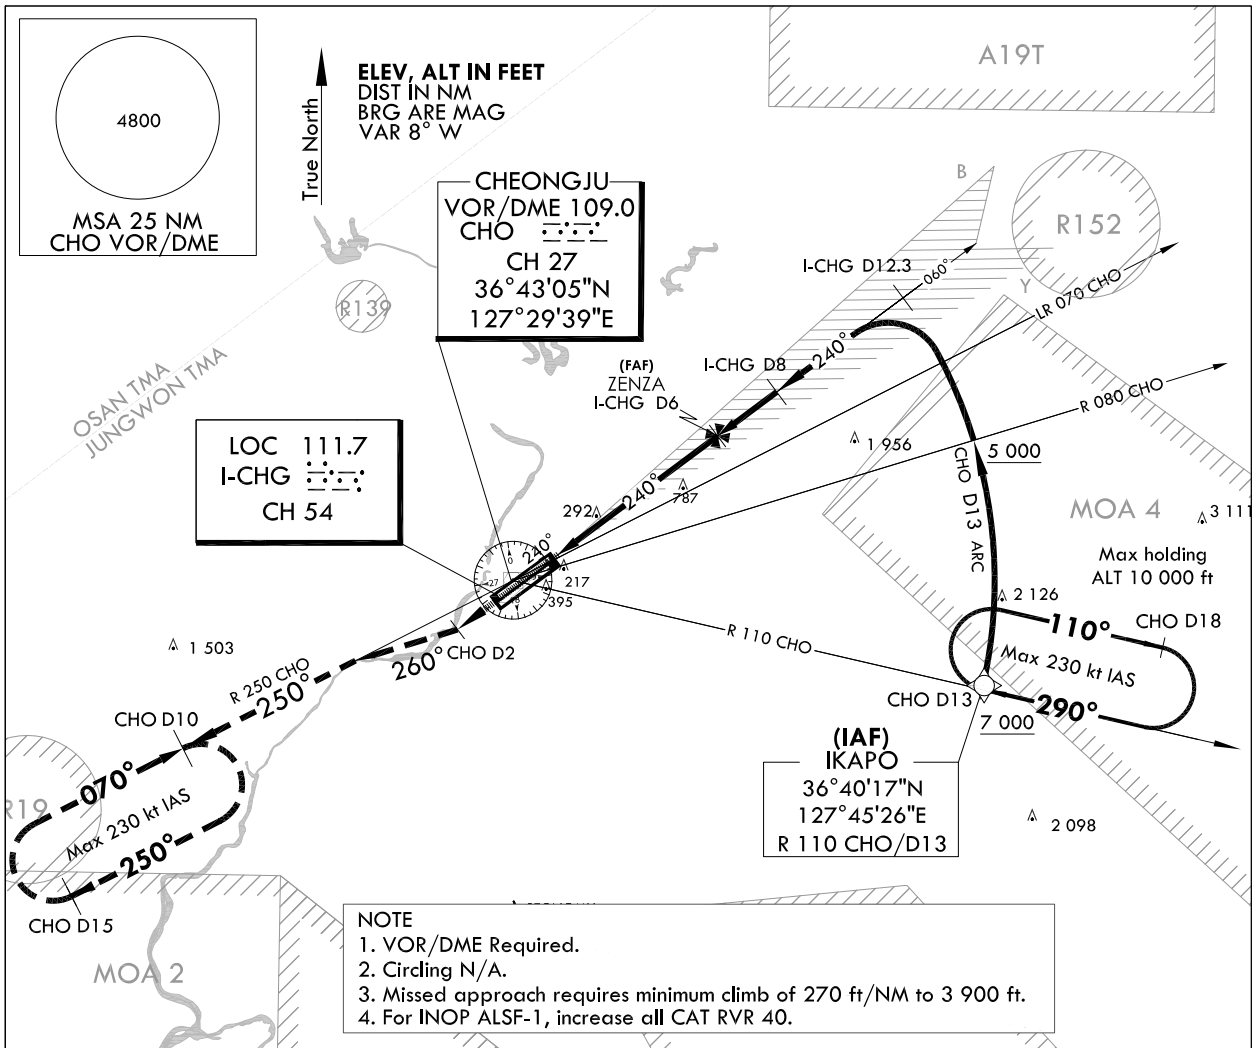 4800
MSA 25 NM
CHO VOR/DME
True North
ELEV, ALT IN FEET
DIST IN NM
BRG ARE MAG
VAR 8° W
A19T
CHEONGJU
VOR/DME 109.0
CHO
CH 27
36°43'05"N
127°29'39"E
B
R152
I-CHG D12.3
060°
Y
LR 070 CHO
R139
OSAN TMA
JUNGWON TMA
(FAF)
ZENZA
I-CHG D6
I-CHG D8
240°
R 080 CHO
LOC 111.7
I-CHG
CH 54
1 956
5 000
CHO D13 ARC
MOA 4
3 111
240°
787
292
240°
0
27
18
217
395
Max holding
ALT 10 000 ft
2 126
110°
CHO D18
Max 230 kt IAS
290°
R 110 CHO
CHO D13
7 000
1 503
R 250 CHO
250°
260°
CHO D2
CHO D10
070°
Max 230 kt IAS
250°
R19
CHO D15
MOA 2
(IAF)
IKAPO
36°40'17"N
127°45'26"E
R 110 CHO/D13
2 098
NOTE
1. VOR/DME Required.
2. Circling N/A.
3. Missed approach requires minimum climb of 270 ft/NM to 3 900 ft.
4. For INOP ALSF-1, increase all CAT RVR 40.